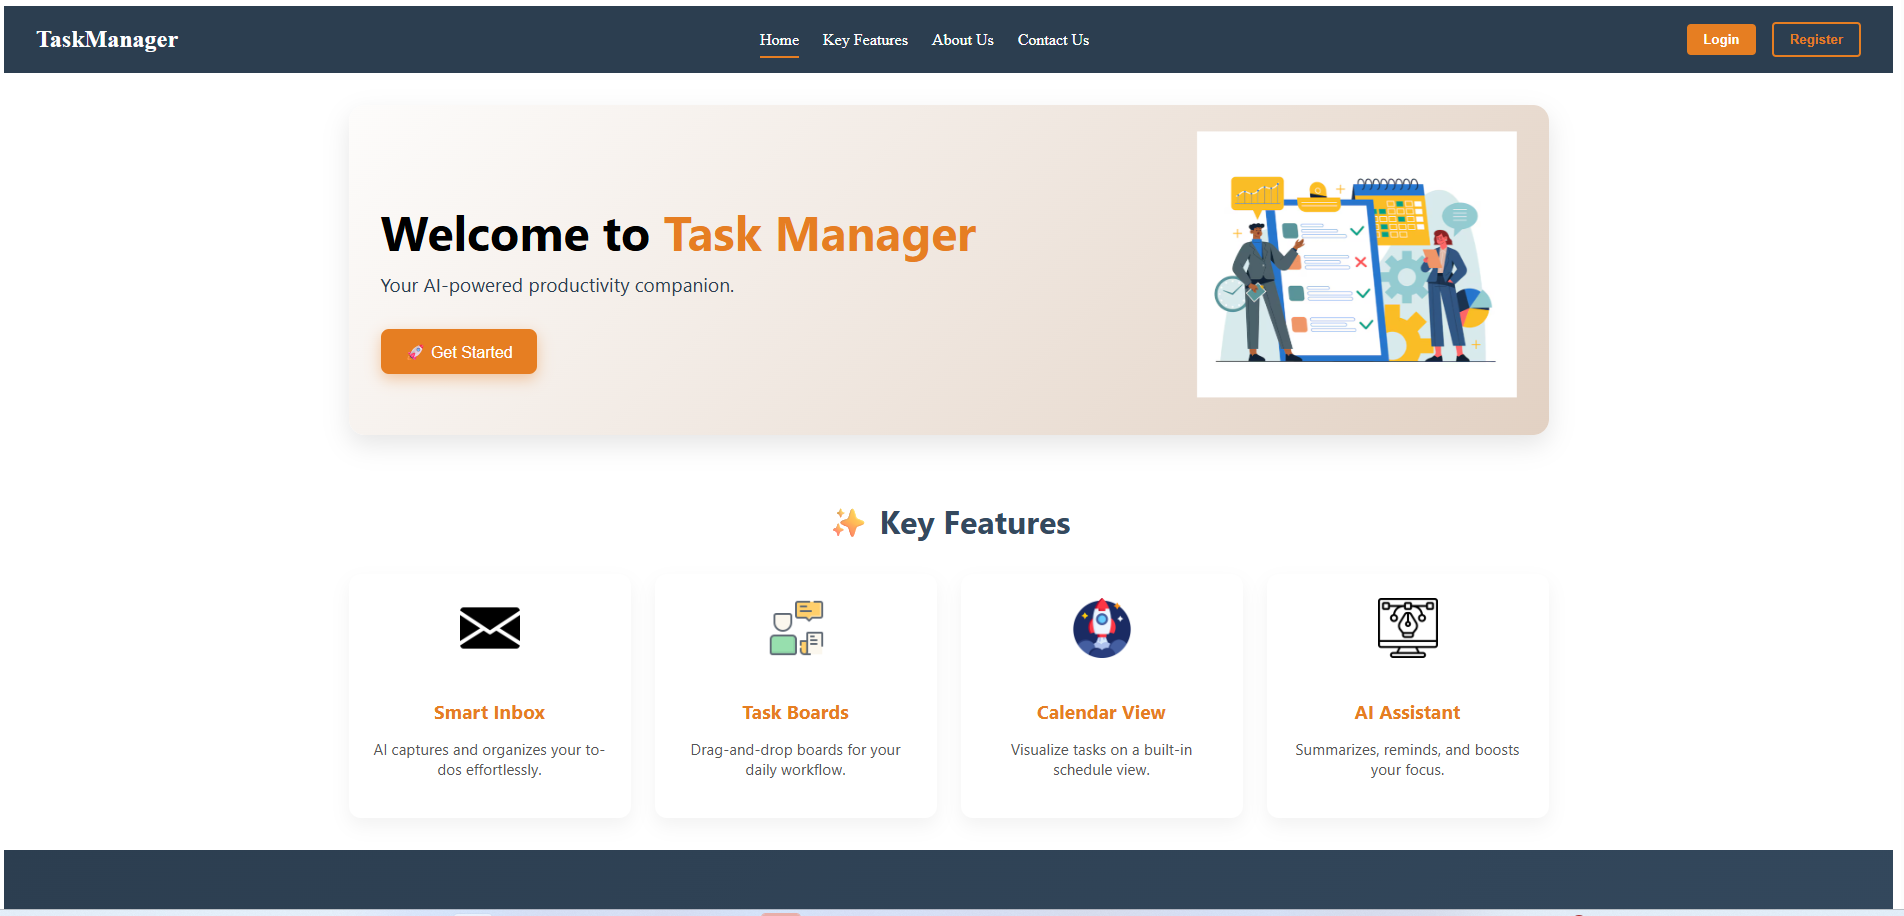 TaskManager
Home Key Features About Us Contact Us
Login Register
Welcome to Task Manager
Your AI-powered productivity companion.
🚀 Get Started
✨ Key Features
Smart Inbox
AI captures and organizes your to-
dos effortlessly.
Task Boards
Drag-and-drop boards for your
daily workflow.
Calendar View
Visualize tasks on a built-in
schedule view.
AI Assistant
Summarizes, reminds, and boosts
your focus.